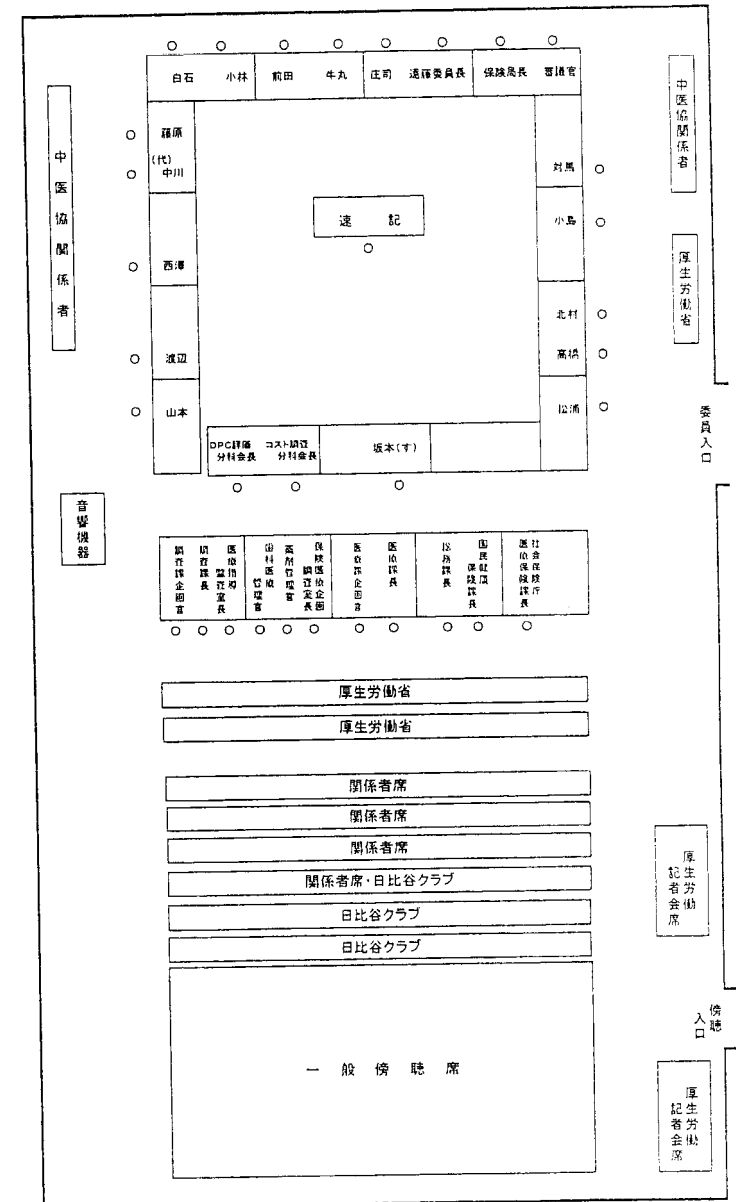 白石 小林 前田 牛丸 庄司 遠藤委員長 保険局長 審議官
中医協関係者
藤原
(代)
中川
西澤
渡辺
山本
速 記
対馬
小島
北村
高橋
松浦
中医協関係者
厚生労働省
委員入口
DPC評価
分科会長
コスト調査
分科会長
坂本(す)
音響機器
調査課企画官
調査課長
医療指導
監査室長
歯科医療
管理官
薬剤管理官
保険医療企画
調査室長
医療課企画官
医療課長
総務課長
国民健康
保険課長
社会保険庁
医療保険課長
厚生労働省
厚生労働省
関係者席
関係者席
関係者席
関係者席・日比谷クラブ
日比谷クラブ
日比谷クラブ
厚生労働
記者会席
傍聴
入口
一 般 傍 聴 席
厚生労働
記者会席